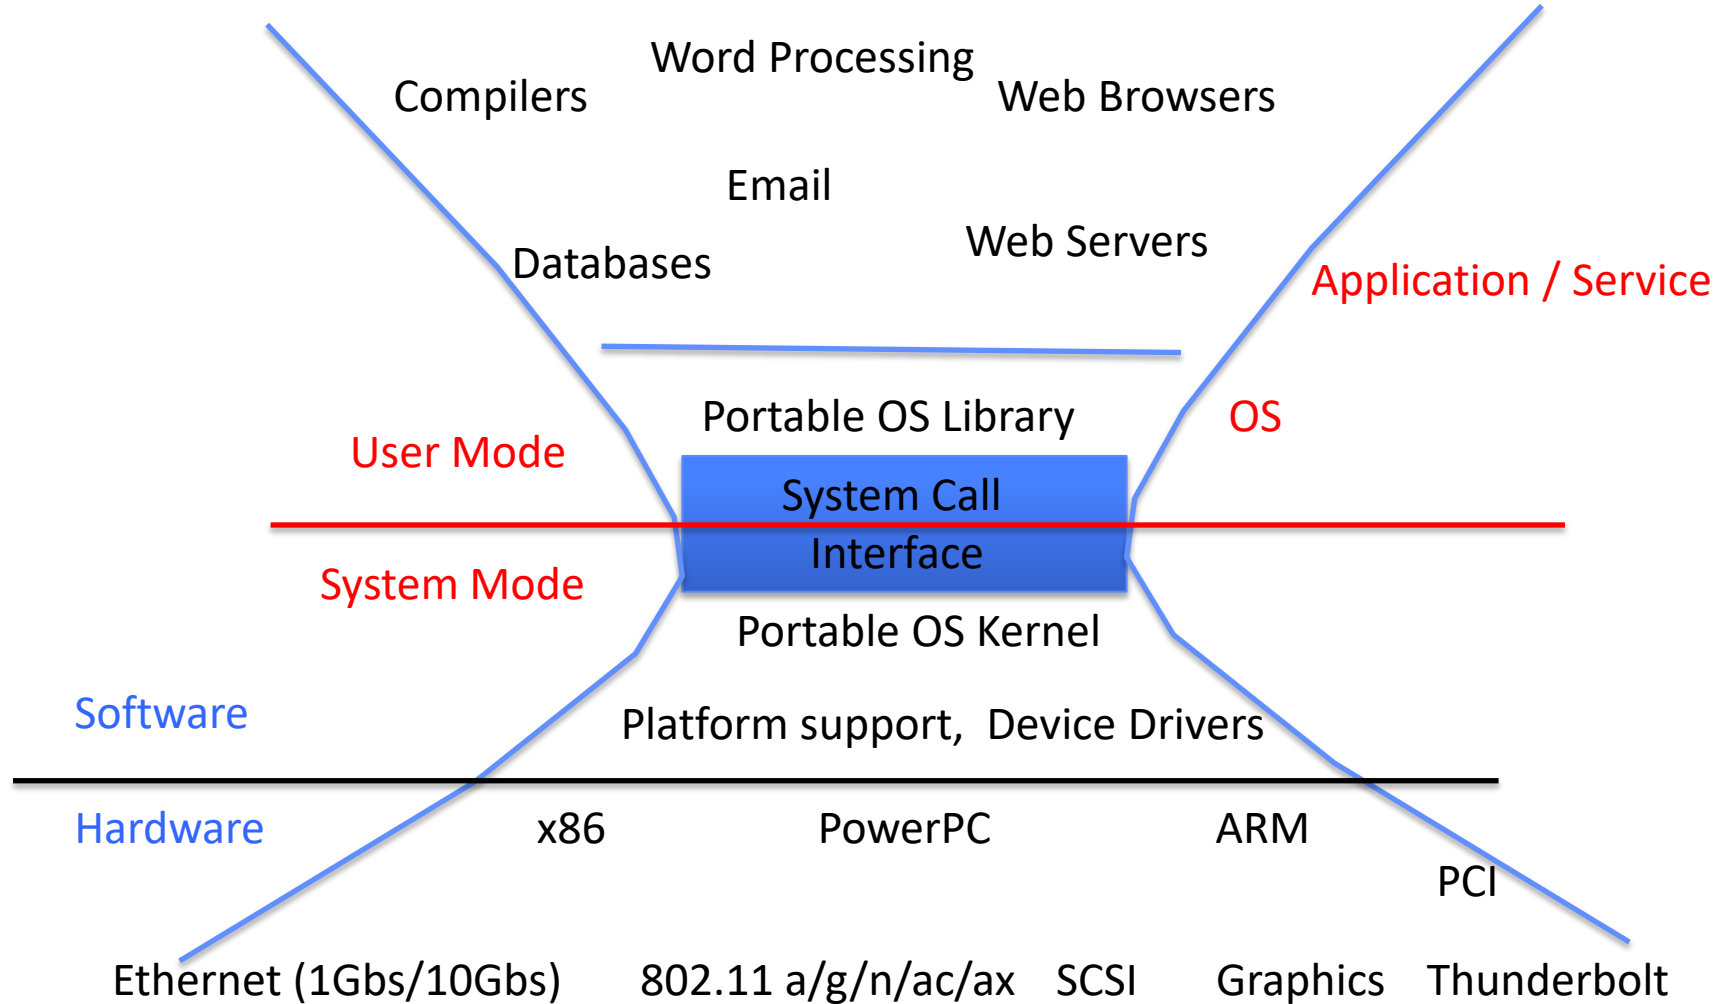 Word Processing
Compilers
Web Browsers
Email
Web Servers
Databases
Application / Service
Portable OS Library
OS
User Mode
System Call
Interface
System Mode
Portable OS Kernel
Software
Platform support, Device Drivers
Hardware
x86
PowerPC
ARM
PCI
Ethernet (1Gbs/10Gbs)
802.11 a/g/n/ac/ax
SCSI
Graphics
Thunderbolt